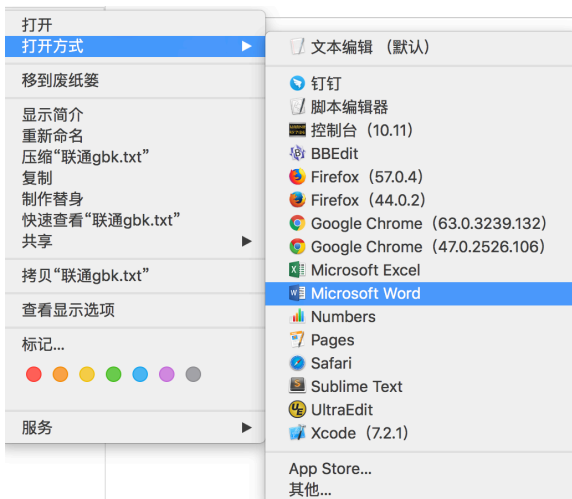 打开
打开方式
移到废纸篓
显示简介
重新命名
压缩“联通gbk.txt”
复制
制作替身
快速查看“联通gbk.txt”
共享
拷贝“联通gbk.txt”
查看显示选项
标记...
服务
文本编辑 （默认）
钉钉
脚本编辑器
控制台（10.11）
BBEdit
Firefox（57.0.4）
Firefox（44.0.2）
Google Chrome（63.0.3239.132）
Google Chrome（47.0.2526.106）
Microsoft Excel
Microsoft Word
Numbers
Pages
Safari
Sublime Text
UltraEdit
Xcode（7.2.1）
App Store...
其他...